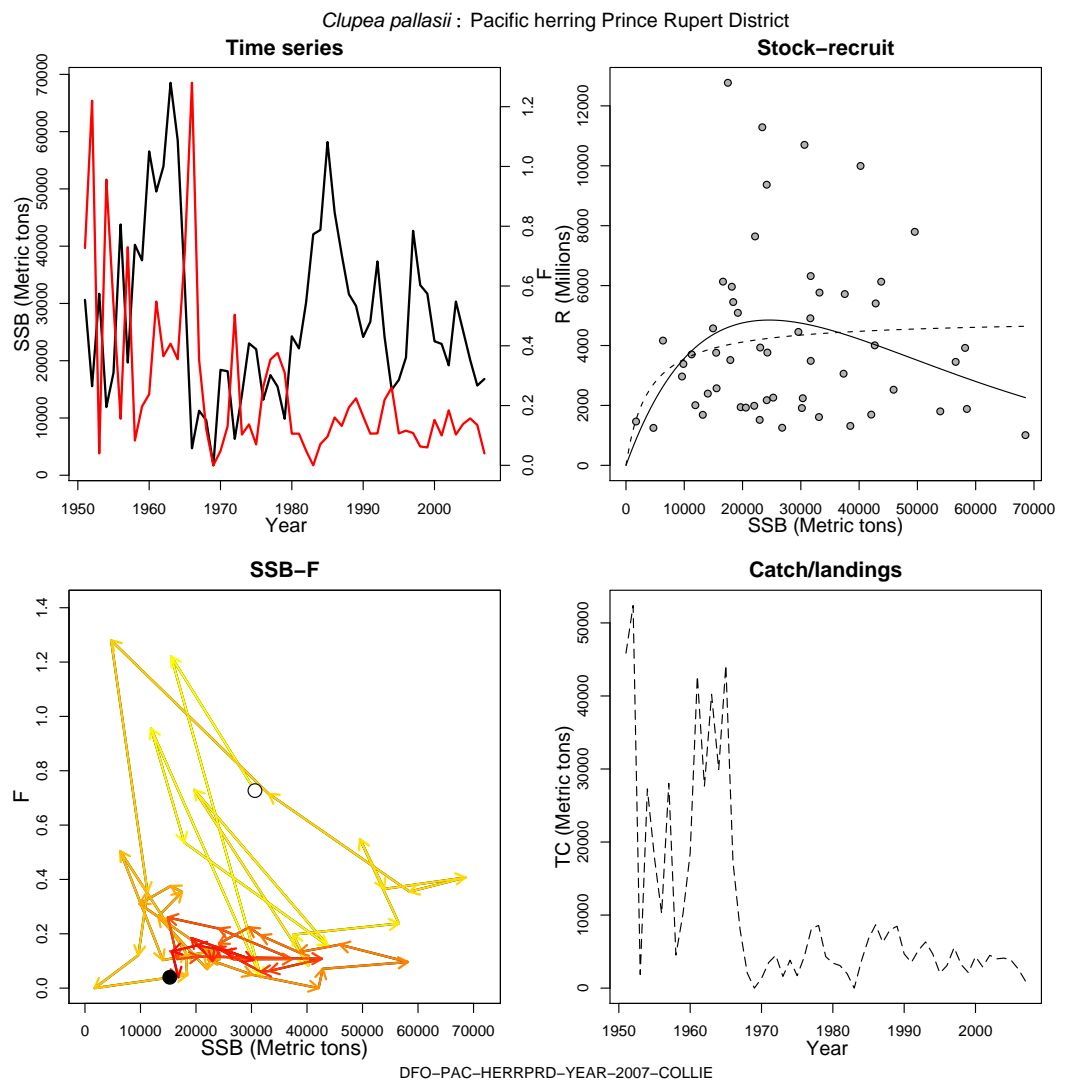 Clupea pallasii : Pacific herring Prince Rupert District
Time series
Stock−recruit
SSB (Metric tons)
0 10000 20000 30000 40000 50000 60000 70000
F
0.0 0.2 0.4 0.6 0.8 1.0 1.2
1950 1960 1970 1980 1990 2000
Year
R (Millions)
0 2000 4000 6000 8000 10000 12000
0 10000 20000 30000 40000 50000 60000 70000
SSB (Metric tons)
SSB−F
Catch/landings
F
0.0 0.2 0.4 0.6 0.8 1.0 1.2 1.4
0 10000 20000 30000 40000 50000 60000 70000
SSB (Metric tons)
TC (Metric tons)
0 10000 20000 30000 40000 50000
1950 1960 1970 1980 1990 2000
Year
DFO−PAC−HERRPRD−YEAR−2007−COLLIE